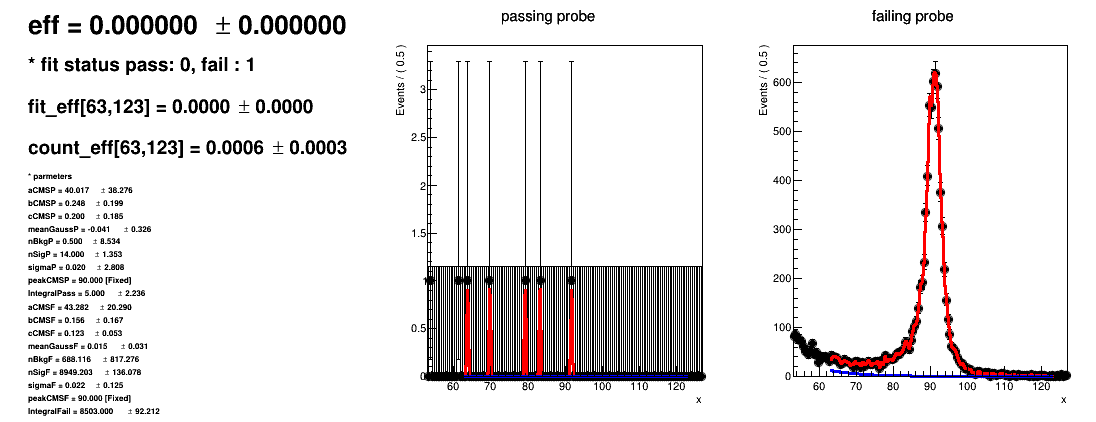 eff = 0.000000 ± 0.000000
* fit status pass: 0, fail : 1
fit_eff[63,123] = 0.0000 ± 0.0000
count_eff[63,123] = 0.0006 ± 0.0003
* parmeters
aCMSP = 40.017 ± 38.276
bCMSP = 0.248 ± 0.199
cCMSP = 0.200 ± 0.185
meanGaussP = -0.041 ± 0.326
nBkgP = 0.500 ± 8.534
nSigP = 14.000 ± 1.353
sigmaP = 0.020 ± 2.808
peakCMSP = 90.000 [Fixed]
IntegralPass = 5.000 ± 2.236
aCMSF = 43.282 ± 20.290
bCMSF = 0.156 ± 0.167
cCMSF = 0.123 ± 0.053
meanGaussF = 0.015 ± 0.031
nBkgF = 688.116 ± 817.276
nSigF = 8949.203 ± 136.078
sigmaF = 0.022 ± 0.125
peakCMSF = 90.000 [Fixed]
IntegralFail = 8503.000 ± 92.212
passing probe
Events / ( 0.5 )
3
2.5
2
1.5
1
0.5
0
60 70 80 90 100 110 120
x
failing probe
Events / ( 0.5 )
600
500
400
300
200
100
0
60 70 80 90 100 110 120
x